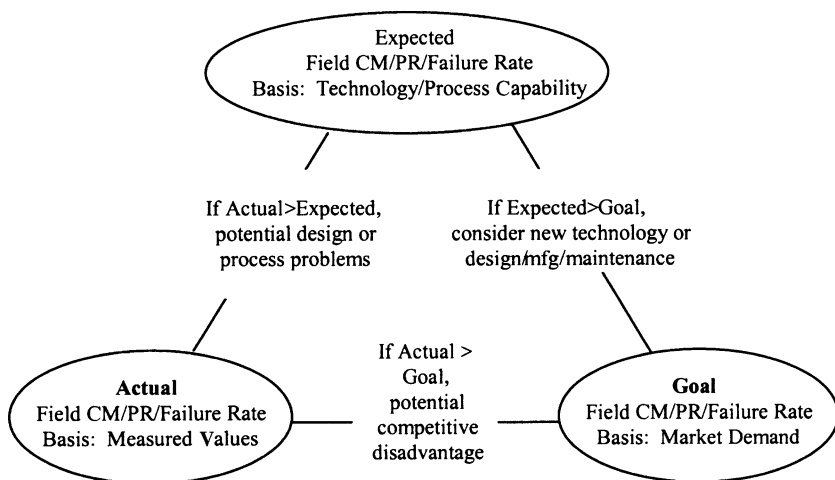 Expected
Field CM/PR/Failure Rate
Basis: Technology/Process Capability
If Actual>Expected,
potential design or
process problems
If Expected>Goal,
consider new technology or
design/mfg/maintenance
Actual
Field CM/PR/Failure Rate
Basis: Measured Values
If Actual >
Goal,
potential
competitive
disadvantage
Goal
Field CM/PR/Failure Rate
Basis: Market Demand